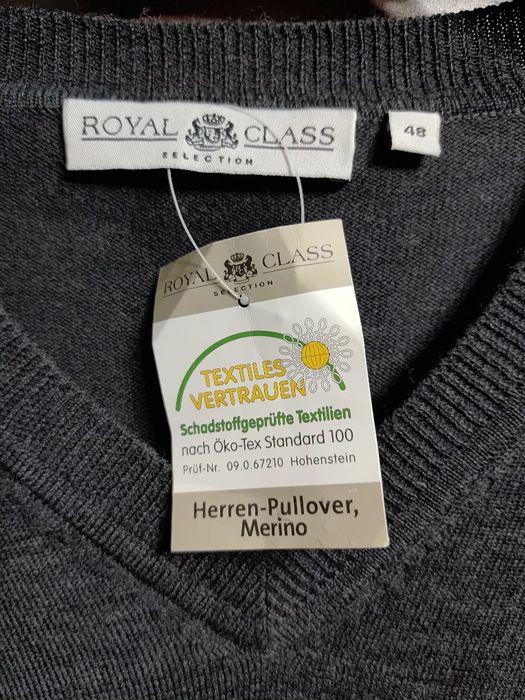 ROYAL CLASS
SELECTION
48
ROYAL CLASS
SELECTION
TEXTILES
VERTRAUEN
Schadstoffgeprüfte Textilien
nach Öko-Tex Standard 100
Prüf-Nr. 09.0.67210 Hohenstein
Herren-Pullover,
Merino